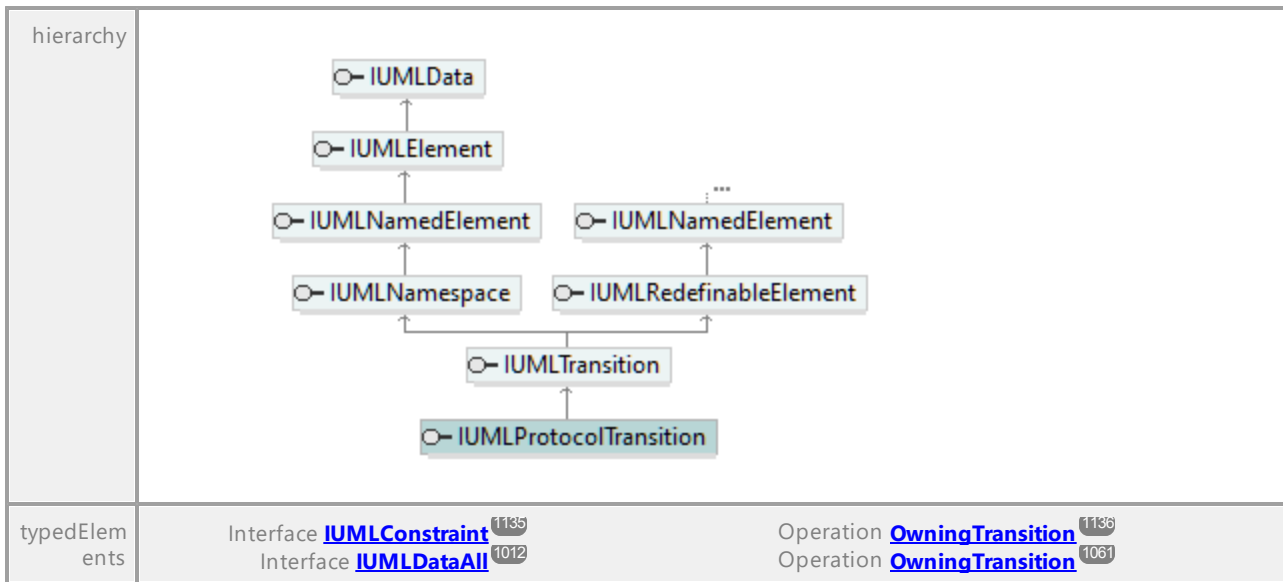 hierarchy
IUMLData
IUMLElement
...
IUMLNamedElement IUMLNamedElement
IUMLNamespace IUMLRedefinableElement
IUMLTransition
IUMLProtocolTransition
typedElem
ents
Interface IUMLConstraint 1135 Operation OwningTransition 1136
Interface IUMLDataAll 1012 Operation OwningTransition 1061